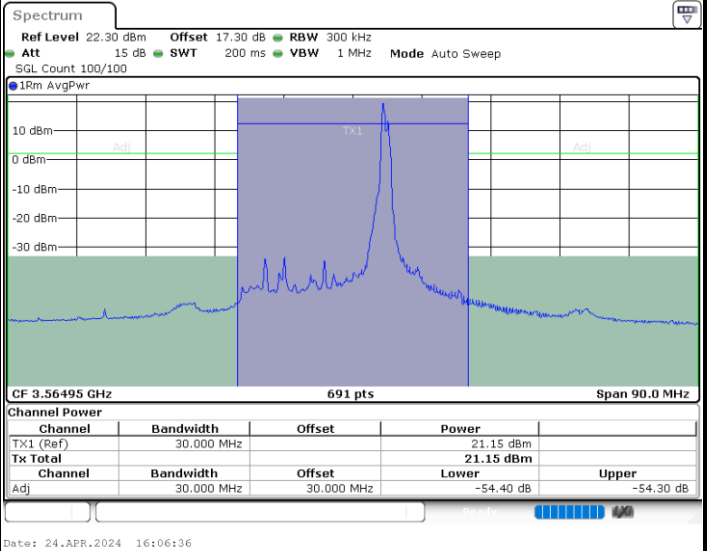 Spectrum
Ref Level 22.30 dBm Offset 17.30 dB RBW 300 kHz
Att 15 dB SWT 200 ms VBW 1 MHz Mode Auto Sweep
SGL Count 100/100
1Rm AvgPwr
TX1
10 dBm
Adj Adj
0 dBm
-10 dBm
-20 dBm
-30 dBm
CF 3.56495 GHz 691 pts Span 90.0 MHz
Channel Power
Channel Bandwidth Offset Power
TX1 (Ref) 30.000 MHz 21.15 dBm
Tx Total 21.15 dBm
Channel Bandwidth Offset Lower Upper
Adj 30.000 MHz 30.000 MHz -54.40 dB -54.30 dB
Ready
Date: 24.APR.2024 16:06:36